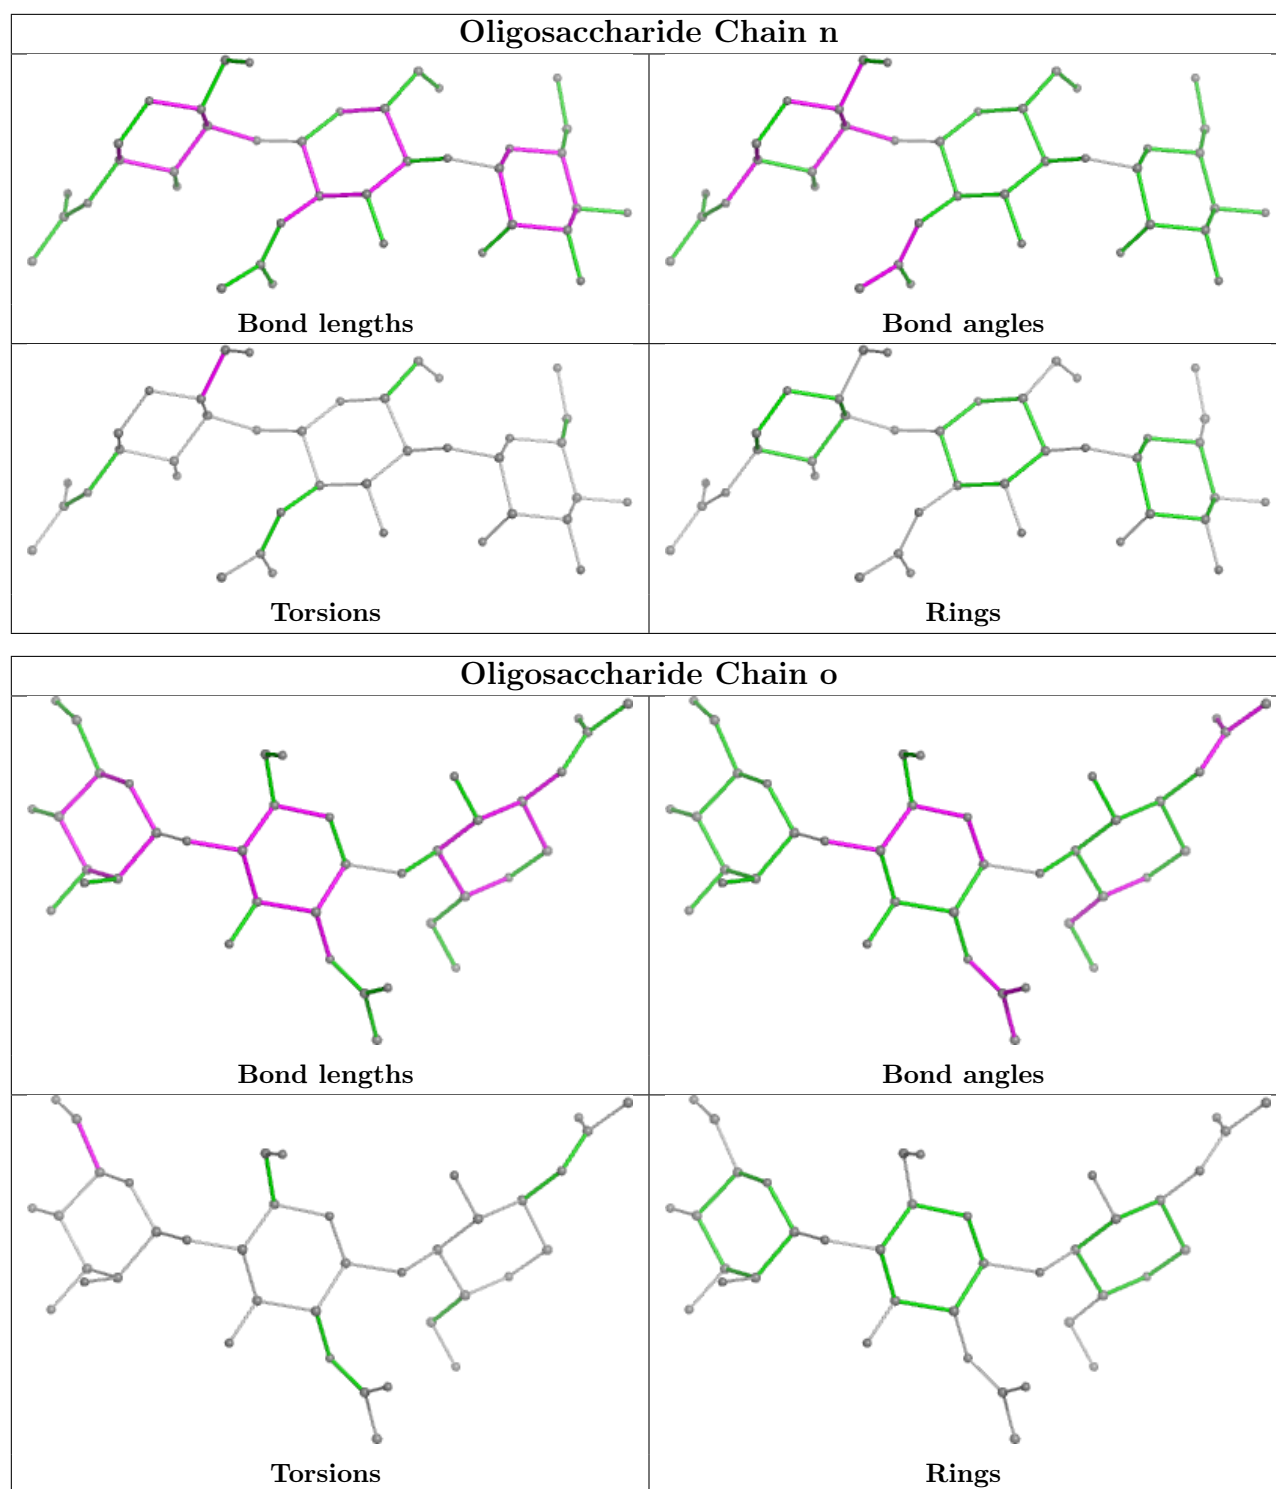 Oligosaccharide Chain n
Bond lengths
Bond angles
Torsions
Rings
Oligosaccharide Chain o
Bond lengths
Bond angles
Torsions
Rings